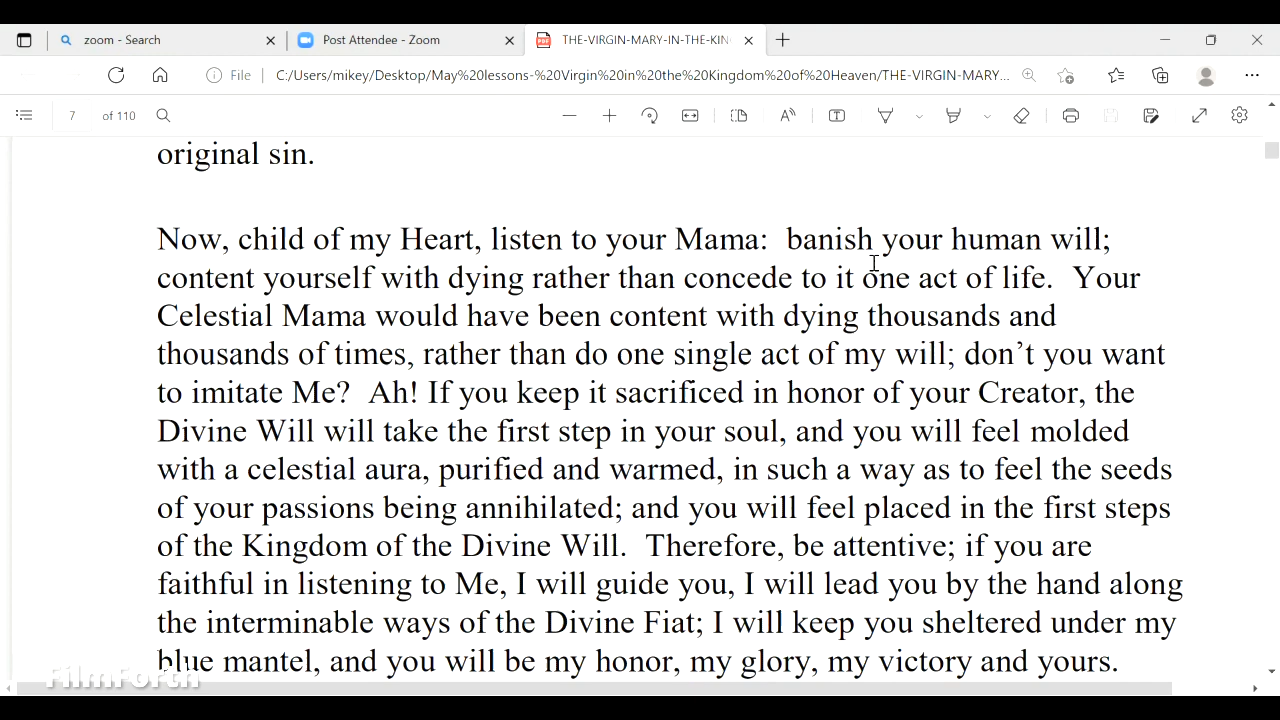 zoom - Search
Post Attendee - Zoom
THE-VIRGIN-MARY-IN-THE-KIN
File
C:/Users/mikey/Desktop/May%20lessons-%20Virgin%20in%20the%20Kingdom%20of%20Heaven/THE-VIRGIN-MARY...
7 of 110
original sin.
Now, child of my Heart, listen to your Mama:  banish your human will;
content yourself with dying rather than concede to it one act of life.  Your
Celestial Mama would have been content with dying thousands and
thousands of times, rather than do one single act of my will; don’t you want
to imitate Me?  Ah! If you keep it sacrificed in honor of your Creator, the
Divine Will will take the first step in your soul, and you will feel molded
with a celestial aura, purified and warmed, in such a way as to feel the seeds
of your passions being annihilated; and you will feel placed in the first steps
of the Kingdom of the Divine Will.  Therefore, be attentive; if you are
faithful in listening to Me, I will guide you, I will lead you by the hand along
the interminable ways of the Divine Fiat; I will keep you sheltered under my
blue mantel, and you will be my honor, my glory, my victory and yours.
FilmForth